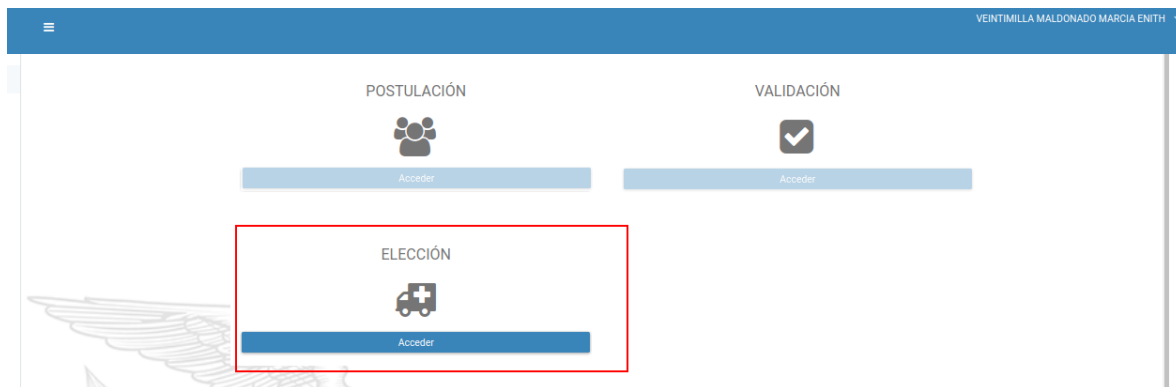 VEINTIMILLA MALDONADO MARCIA ENITH
POSTULACIÓN
VALIDACIÓN
Acceder
Acceder
ELECCIÓN
Acceder